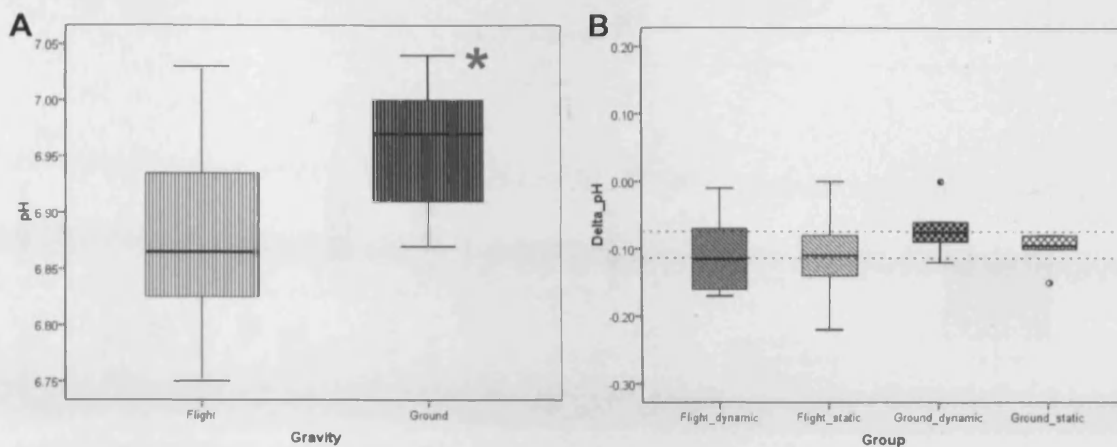 A
7.05
7.00
6.95
6.90
6.85
6.80
6.75
pH
Flight
Ground
Gravity
*
B
0.20
0.10
0.00
-0.10
-0.20
-0.30
Delta_pH
Flight_dynamic
Flight_static
Ground_dynamic
Ground_static
Group